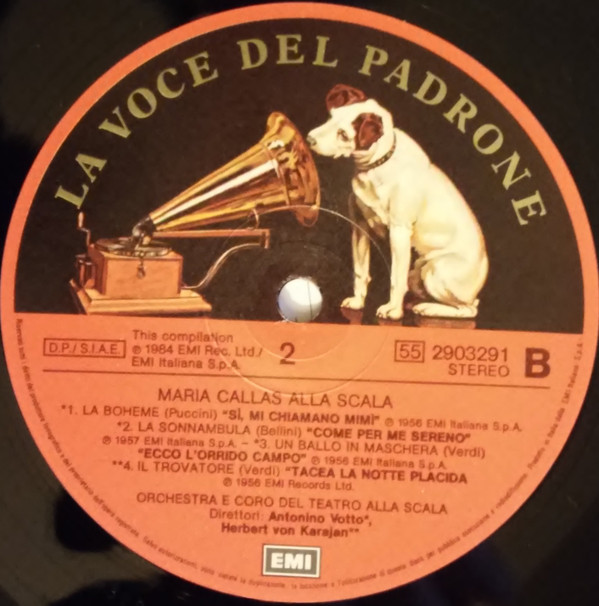 LA VOCE DEL PADRONE
D.P./S.I.A.E.
This compilation
℗ 1984 EMI Rec. Ltd./
EMI Italiana S.p.A.
2
55 2903291
STEREO
B
MARIA CALLAS ALLA SCALA
*1. LA BOHEME (Puccini) "SÌ, MI CHIAMANO MIMÌ" ℗ 1956 EMI Italiana S.p.A.
*2. LA SONNAMBULA (Bellini) "COME PER ME SERENO"
℗ 1957 EMI Italiana S.p.A. – *3. UN BALLO IN MASCHERA (Verdi)
"ECCO L'ORRIDO CAMPO" ℗ 1956 EMI Italiana S.p.A.
**4. IL TROVATORE (Verdi) "TACEA LA NOTTE PLACIDA
℗ 1956 EMI Records Ltd.
ORCHESTRA E CORO DEL TEATRO ALLA SCALA
Direttori: Antonino Votto*,
Herbert von Karajan**
EMI